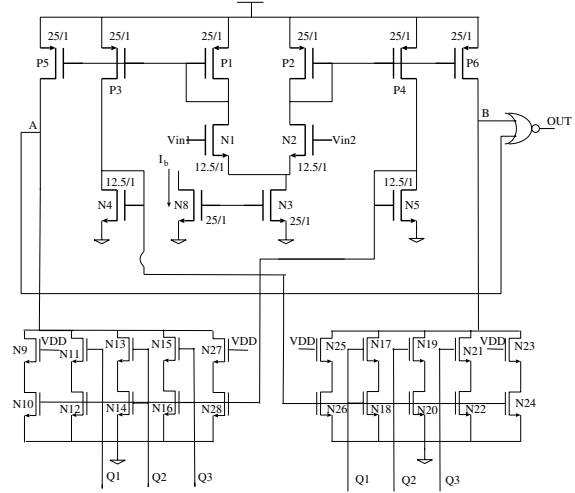 25/1 25/1 25/1 25/1 25/1 25/1
P5 P3 P1 P2 P4 P6
A B
OUT
Vin N1 N2 Vin2
12.5/1 12.5/1 12.5/1 12.5/1
Ib
N4 N8 N3 N5
25/1 25/1
N9 VDD N11 N13 N15 N27 VDD VDD N25 N17 N19 N21 VDD N23
N10 N12 N14 N16 N28 N26 N18 N20 N22 N24
Q1 Q2 Q3 Q1 Q2 Q3